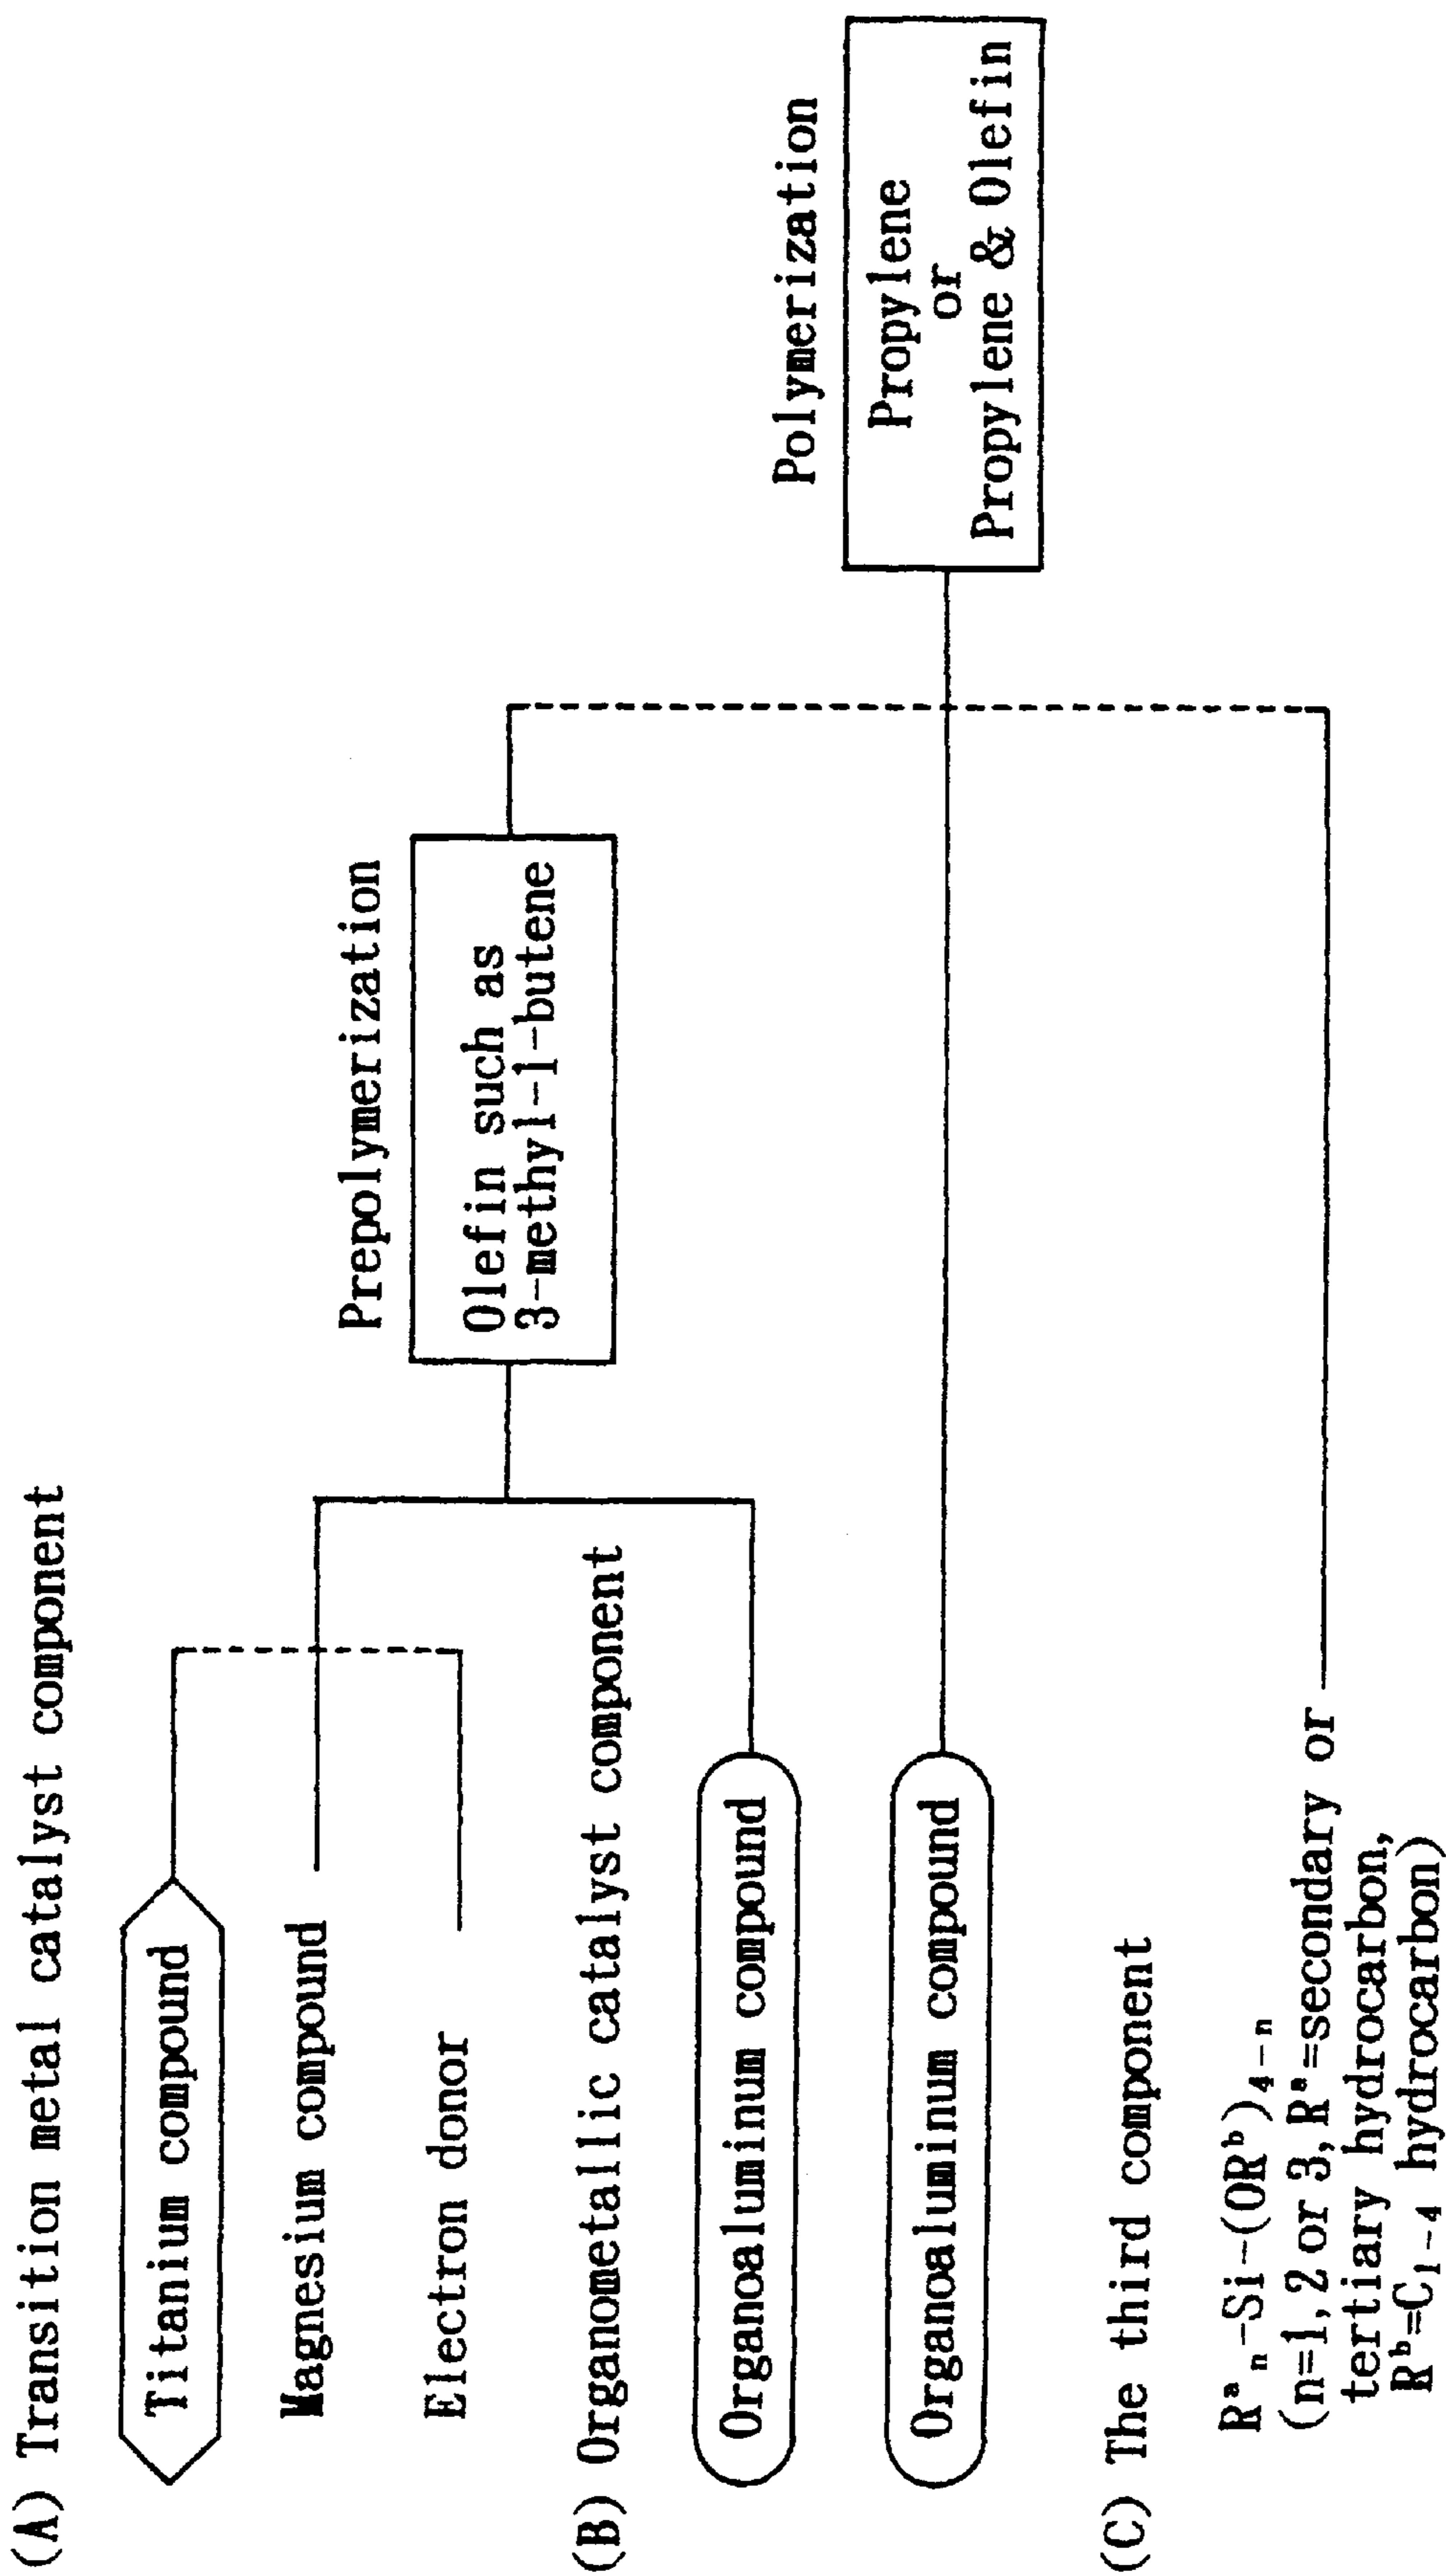 (A) Transition metal catalyst component
Titanium compound
Magnesium compound
Electron donor
(B) Organometallic catalyst component
Organoaluminum compound
Organoaluminum compound
(C) The third component
Rᵃₙ-Si-(ORᵇ)₄₋ₙ
(n=1,2 or 3, Rᵃ=secondary or
tertiary hydrocarbon,
Rᵇ=C₁₋₄ hydrocarbon)
Prepolymerization
Olefin such as
3-methyl-1-butene
Polymerization
Propylene
or
Propylene & Olefin